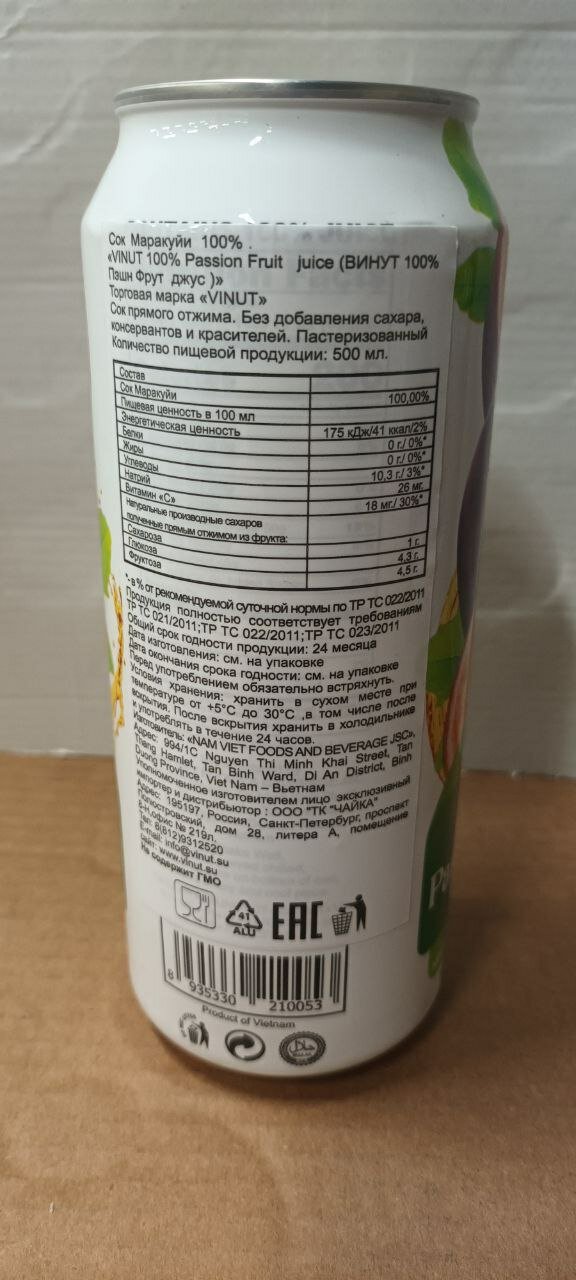 Сок Маракуйи 100% .
«VINUT 100% Passion Fruit juice (ВИНУТ 100%
Пэшн Фрут джус )»
Торговая марка «VINUT»
Сок прямого отжима. Без добавления сахара,
консервантов и красителей. Пастеризованный
Количество пищевой продукции: 500 мл.
Состав
Сок Маракуйи 100,00%
Пищевая ценность в 100 мл
Энергетическая ценность 175 кДж/41 ккал/2%
Белки 0 г/ 0%*
Жиры 0 г/ 0%*
Углеводы 10,3 г/ 3%*
Натрий 26 мг.
Витамин «С» 18 мг/ 30%*
Натуральные производные сахаров
полученные прямым отжимом из фрукта:
Сахароза 1 г.
Глюкоза 4,3 г.
Фруктоза 4,5 г.
*- в % от рекомендуемой суточной нормы по ТР ТС 022/2011
Продукция полностью соответствует требованиям
ТР ТС 021/2011;ТР ТС 022/2011;ТР ТС 023/2011
Общий срок годности продукции: 24 месяца
Дата изготовления: см. на упаковке
Дата окончания срока годности: см. на упаковке
Перед употреблением обязательно встряхнуть.
Условия хранения: хранить в сухом месте при
температуре от +5°С до 30°С ,в том числе после
вскрытия. После вскрытия хранить в холодильнике
и употреблять в течение 24 часов.
Изготовитель: «NAM VIET FOODS AND BEVERAGE JSC»,
Адрес: 994/1C Nguyen Thi Minh Khai Street, Tan
Thang Hamlet, Tan Binh Ward, Di An District, Binh
Duong Province, Viet Nam – Вьетнам
Уполномоченное изготовителем лицо эксклюзивный
импортер и дистрибьютор : ООО "ТК "ЧАЙКА"
Адрес: 195197, Россия, Санкт-Петербург, проспект
Полюстровский, дом 28, литера А, помещение
офис № 219л.
8(812)9312520
E-mail: info@vinut.su
сайт: www.vinut.su
Не содержит ГМО
41
ALU
EAC
8 935330 210053
Product of Vietnam
حلال
HALAL